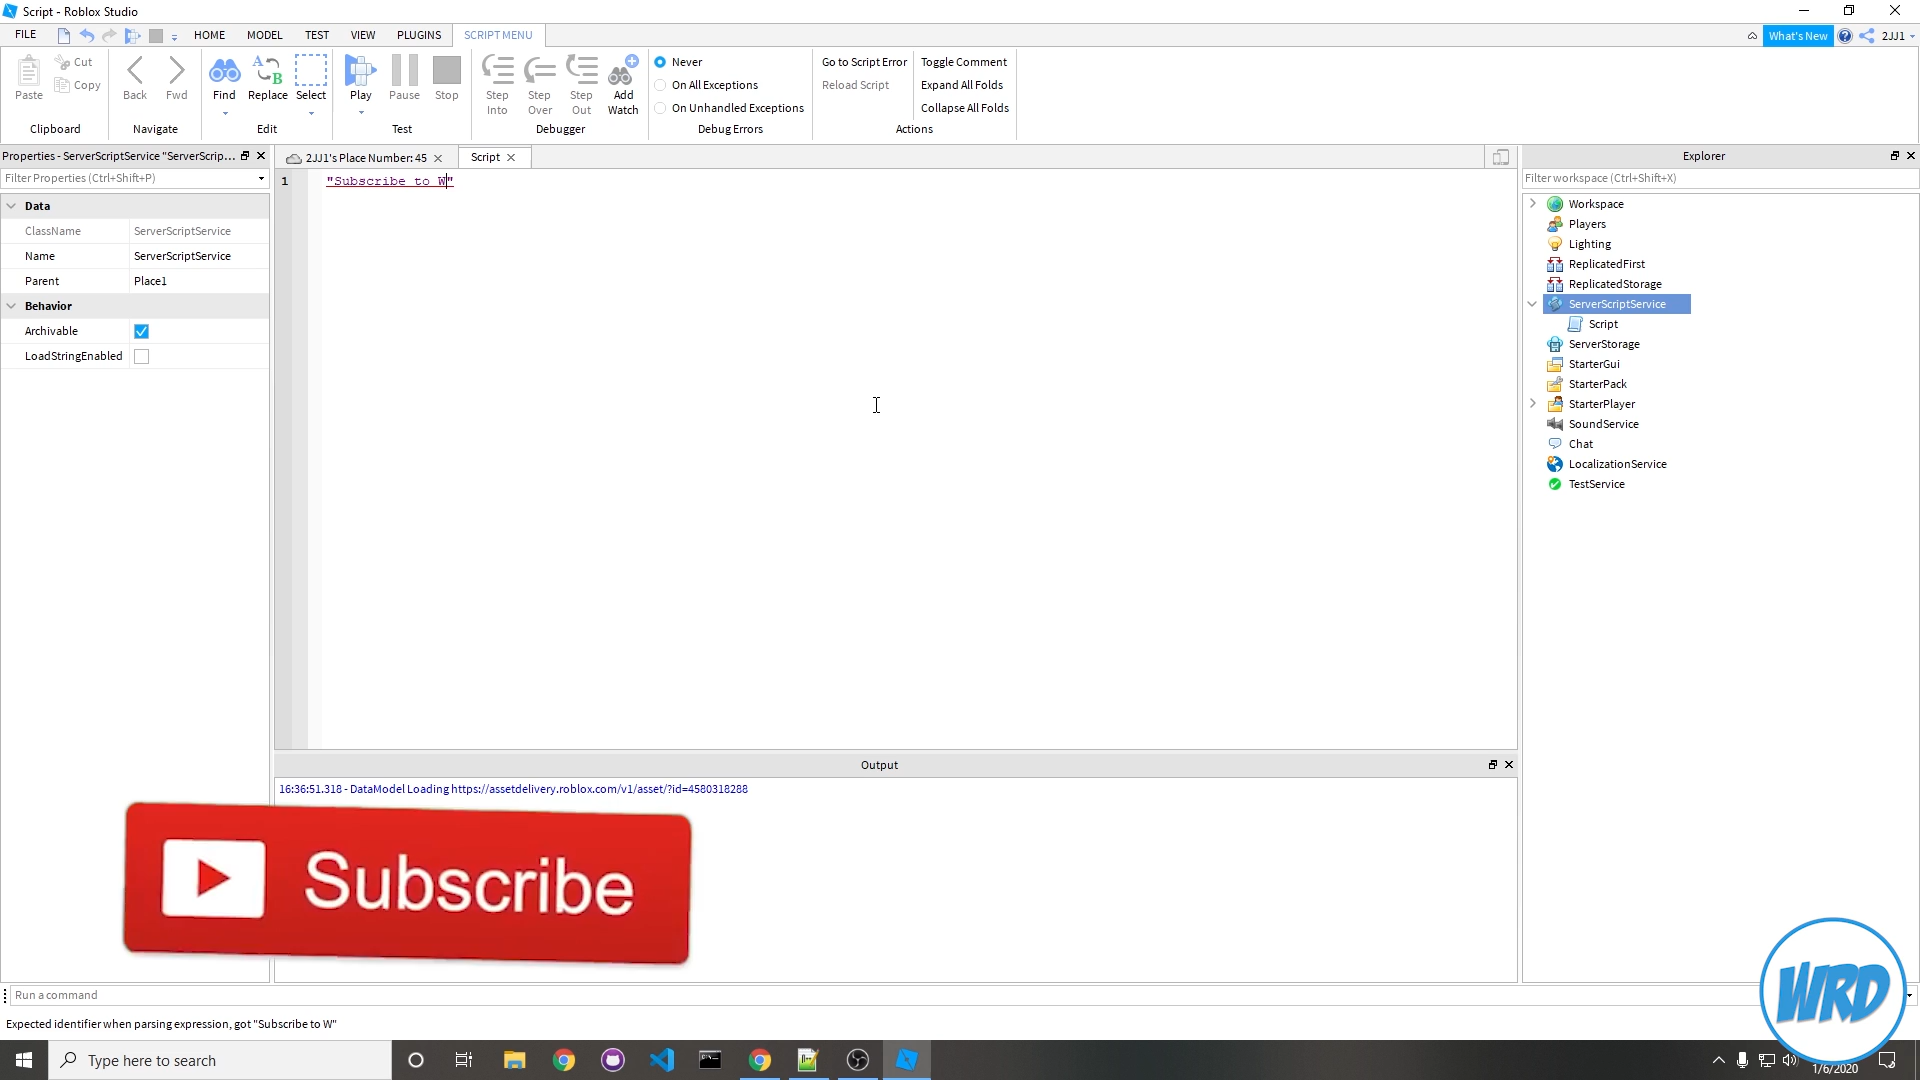 Script - Roblox Studio
FILE HOME MODEL TEST VIEW PLUGINS SCRIPT MENU What's New 2JJ1
Paste Cut Copy Clipboard
Back Fwd Navigate
Find Replace Select Edit
Play Pause Stop Test
Step Into Step Over Step Out Add Watch Debugger
Never
On All Exceptions
On Unhandled Exceptions
Debug Errors
Go to Script Error
Reload Script
Toggle Comment
Expand All Folds
Collapse All Folds
Actions
Properties - ServerScriptService "ServerScrip...
Filter Properties (Ctrl+Shift+P)
Data
ClassName ServerScriptService
Name ServerScriptService
Parent Place1
Behavior
Archivable
LoadStringEnabled
2JJ1's Place Number: 45 Script
1 "Subscribe to W"
Output
16:36:51.318 - DataModel Loading https://assetdelivery.roblox.com/v1/asset/?id=4580318288
Explorer
Filter workspace (Ctrl+Shift+X)
Workspace
Players
Lighting
ReplicatedFirst
ReplicatedStorage
ServerScriptService
Script
ServerStorage
StarterGui
StarterPack
StarterPlayer
SoundService
Chat
LocalizationService
TestService
Subscribe
WRD
Run a command
Expected identifier when parsing expression, got "Subscribe to W"
Type here to search
1/6/2020